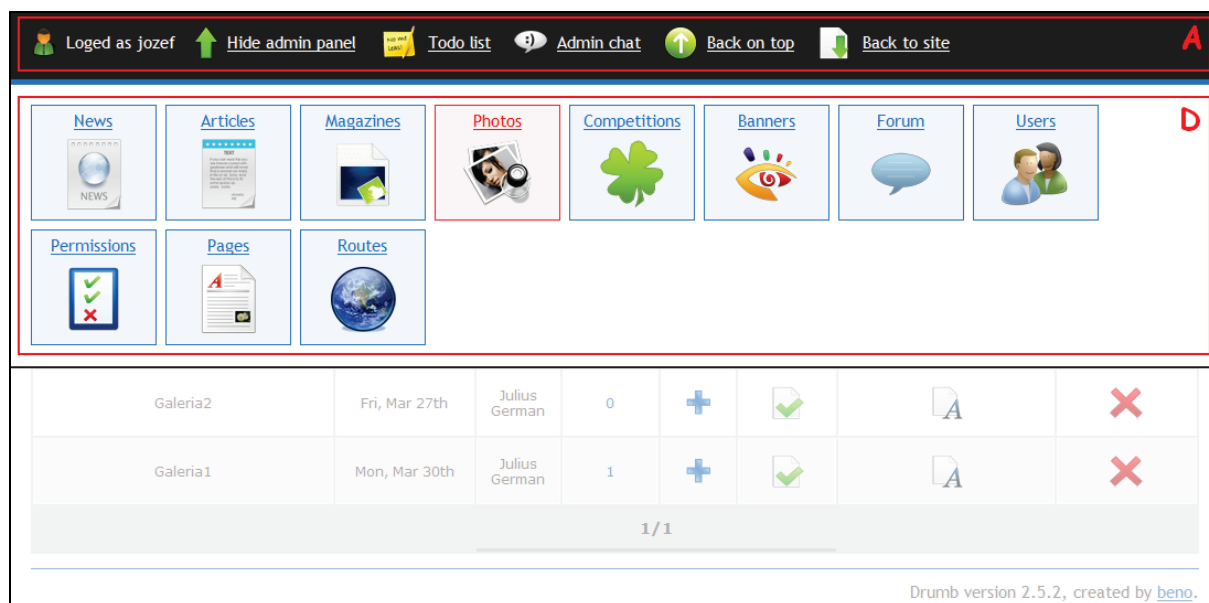 Loged as jozef Hide admin panel Todo list Admin chat Back on top Back to site A
News Articles Magazines Photos Competitions Banners Forum Users D
NEWS TEXT
Permissions Pages Routes
A
Galeria2 Fri, Mar 27th Julius German 0 A
Galeria1 Mon, Mar 30th Julius German 1 A
1/1
Drumb version 2.5.2, created by beno.